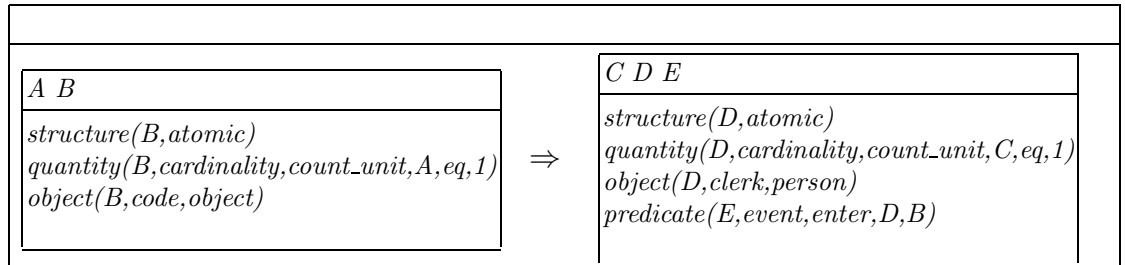 A B
structure(B,atomic)
quantity(B,cardinality,count_unit,A,eq,1)
object(B,code,object)
⇒
C D E
structure(D,atomic)
quantity(D,cardinality,count_unit,C,eq,1)
object(D,clerk,person)
predicate(E,event,enter,D,B)